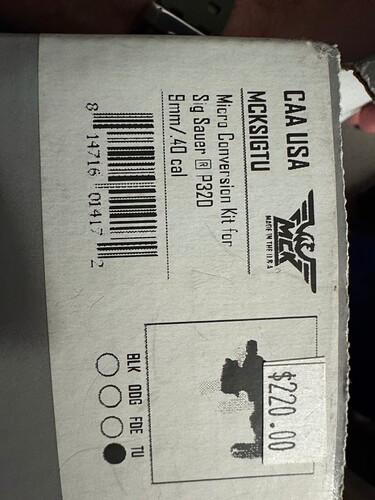 CAA USA
MCKSIGTU
Micro Conversion Kit for
Sig Sauer ® P320
9mm/.40 cal
MCK
MADE IN THE U.S.A
8 14716 01417 2
$220.00
BLK ODG FDE TU